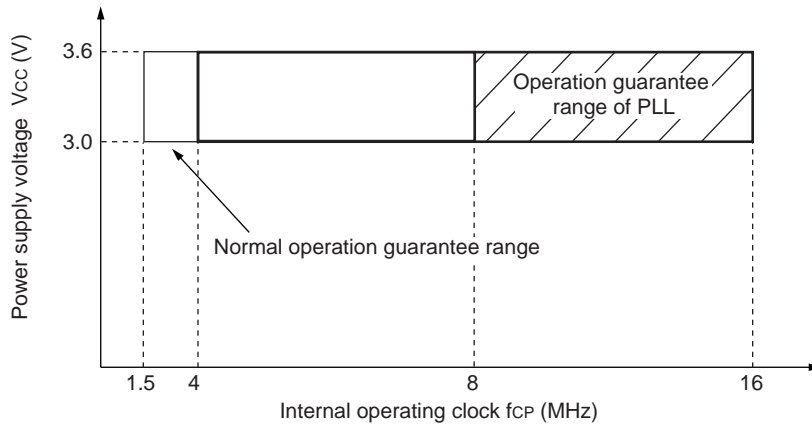 Power supply voltage Vcc (V)
3.6
3.0
Operation guarantee
range of PLL
Normal operation guarantee range
1.5
4
8
16
Internal operating clock fCP (MHz)